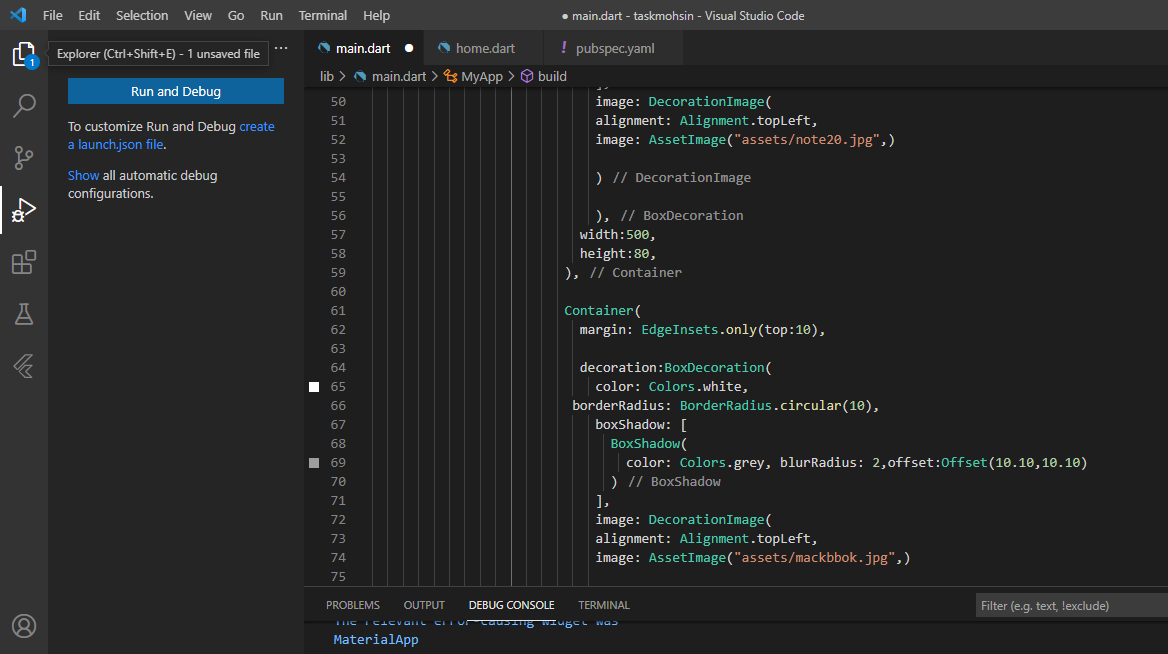 File Edit Selection View Go Run Terminal Help
● main.dart - taskmohsin - Visual Studio Code
Explorer (Ctrl+Shift+E) - 1 unsaved file ···
1
Run and Debug
To customize Run and Debug create
a launch.json file.
Show all automatic debug
configurations.
main.dart ● home.dart ! pubspec.yaml
lib > main.dart > MyApp > build
50 image: DecorationImage(
51 alignment: Alignment.topLeft,
52 image: AssetImage("assets/note20.jpg",)
53
54 ) // DecorationImage
55
56 ), // BoxDecoration
57 width:500,
58 height:80,
59 ), // Container
60
61 Container(
62 margin: EdgeInsets.only(top:10),
63
64 decoration:BoxDecoration(
65 color: Colors.white,
66 borderRadius: BorderRadius.circular(10),
67 boxShadow: [
68 BoxShadow(
69 color: Colors.grey, blurRadius: 2,offset:Offset(10.10,10.10)
70 ) // BoxShadow
71 ],
72 image: DecorationImage(
73 alignment: Alignment.topLeft,
74 image: AssetImage("assets/mackbbok.jpg",)
75
PROBLEMS OUTPUT DEBUG CONSOLE TERMINAL
Filter (e.g. text, !exclude)
The relevant error-causing widget was
MaterialApp